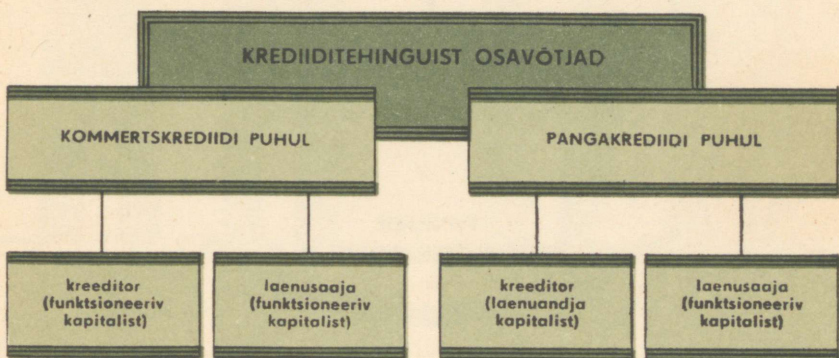 KREDIIDITEHINGUIST OSAVÕTJAD
KOMMERTSKREDIIDI PUHUL
PANGAKREDIIDI PUHUL
kreeditor
(funktsioneeriv
kapitalist)
laenusaaja
(funktsioneeriv
kapitalist)
kreeditor
(laenuandja
kapitalist)
laenusaaja
(funktsioneeriv
kapitalist)